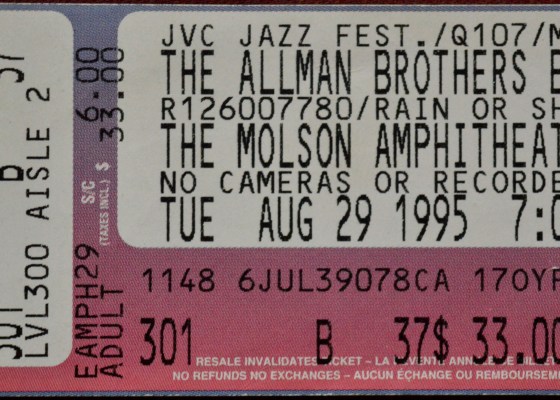 JVC JAZZ FEST./Q107/M
THE ALLMAN BROTHERS B
R126007780/RAIN OR SH
THE MOLSON AMPHITHEAT
NO CAMERAS OR RECORDE
TUE AUG 29 1995 7:0
1148 6JUL39078CA 170YF
301 B 37$ 33.00
RESALE INVALIDATES TICKET – LA REVENTE ANNULE LE BILLET
NO REFUNDS NO EXCHANGES – AUCUN ÉCHANGE OU REMBOURSEM
EAMPH29 S/C 6.00
ADULT (TAXES INCL.) $ 33.00
LVL300 AISLE 2
301 B 37